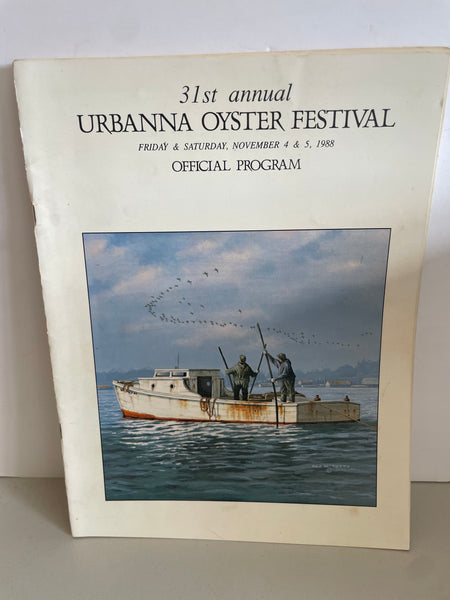 31st annual
URBANNA OYSTER FESTIVAL
FRIDAY & SATURDAY, NOVEMBER 4 & 5, 1988
OFFICIAL PROGRAM